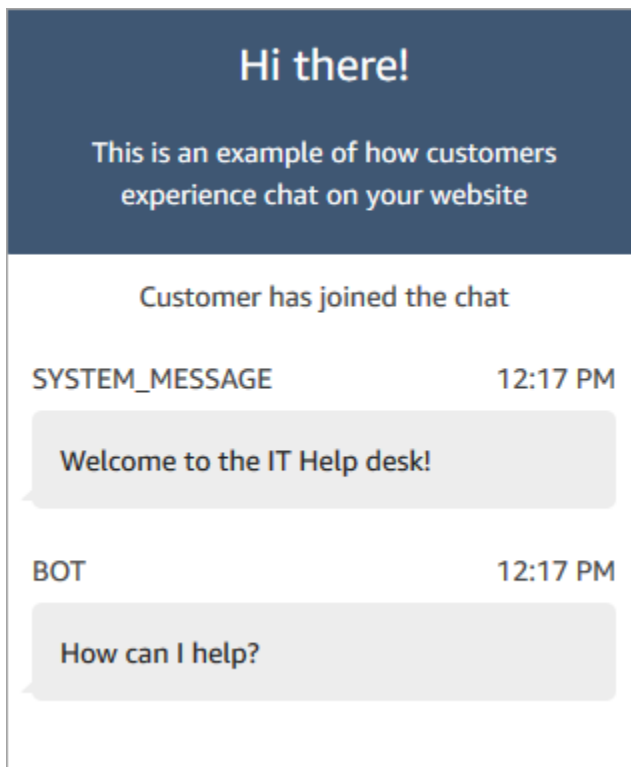 Hi there!
This is an example of how customers
experience chat on your website
Customer has joined the chat
SYSTEM_MESSAGE 12:17 PM
Welcome to the IT Help desk!
BOT 12:17 PM
How can I help?